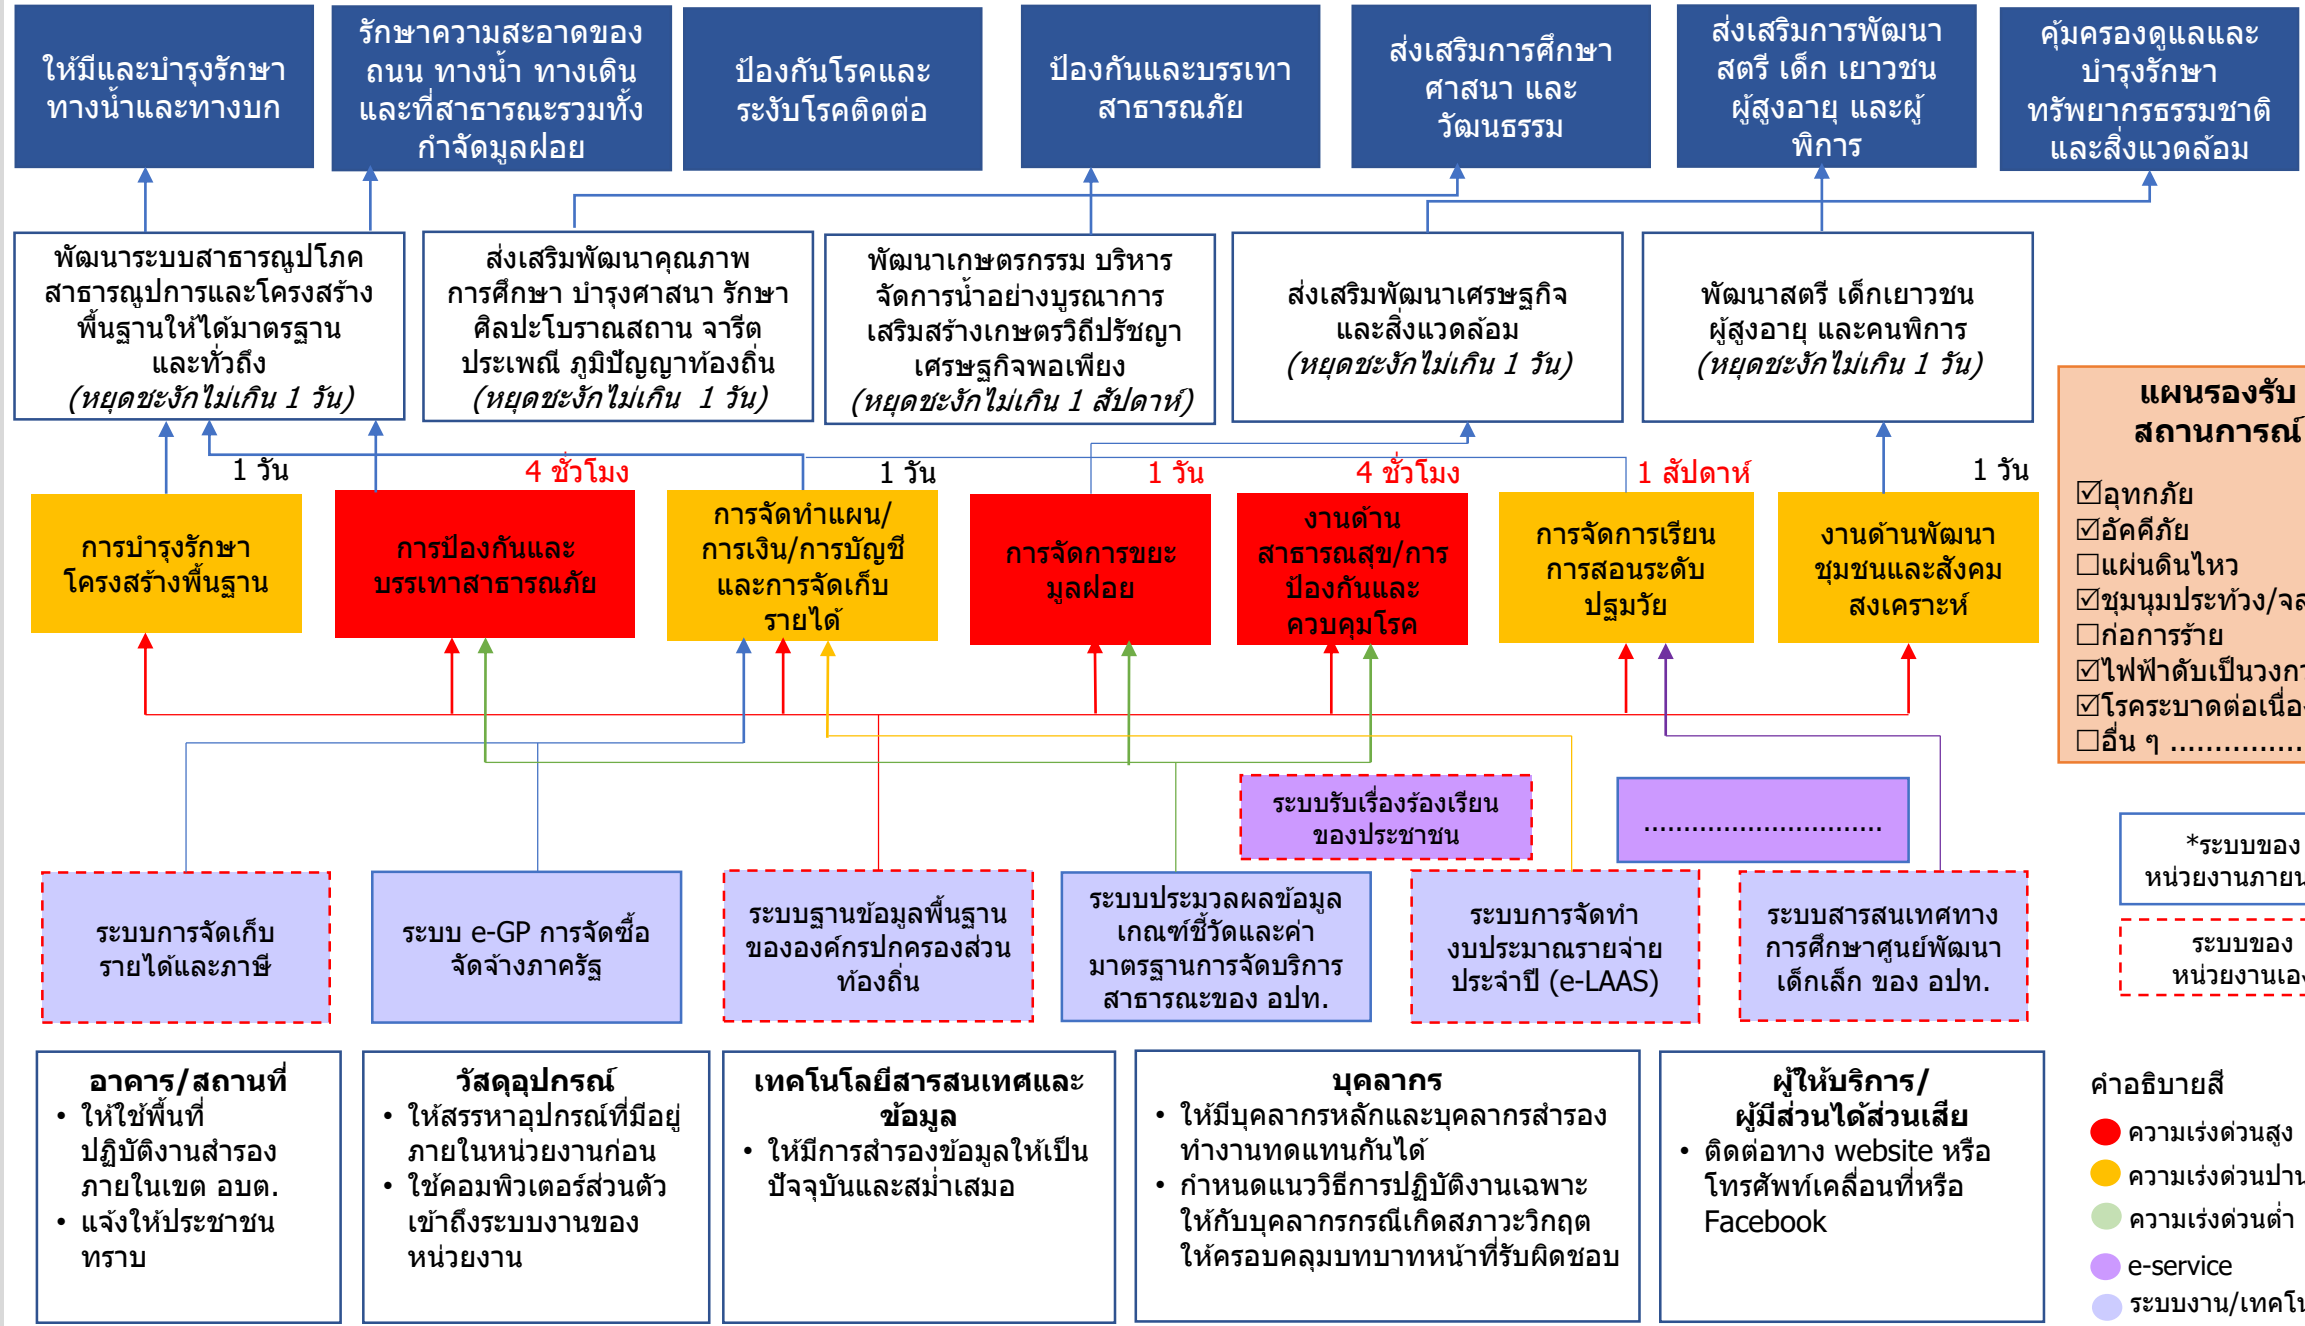 ให้มีและบำรุงรักษา
ทางน้ำและทางบก
รักษาความสะอาดของ
ถนน ทางน้ำ ทางเดิน
และที่สาธารณะรวมทั้ง
กำจัดมูลฝอย
ป้องกันโรคและ
ระงับโรคติดต่อ
ป้องกันและบรรเทา
สาธารณภัย
ส่งเสริมการศึกษา
ศาสนา และ
วัฒนธรรม
ส่งเสริมการพัฒนา
สตรี เด็ก เยาวชน
ผู้สูงอายุ และผู้
พิการ
คุ้มครองดูแลและ
บำรุงรักษา
ทรัพยากรธรรมชาติ
และสิ่งแวดล้อม
พัฒนาระบบสาธารณูปโภค
สาธารณูปการและโครงสร้าง
พื้นฐานให้ได้มาตรฐาน
และทั่วถึง
(หยุดชะงักไม่เกิน 1 วัน)
ส่งเสริมพัฒนาคุณภาพ
การศึกษา บำรุงศาสนา รักษา
ศิลปะโบราณสถาน จารีต
ประเพณี ภูมิปัญญาท้องถิ่น
(หยุดชะงักไม่เกิน 1 วัน)
พัฒนาเกษตรกรรม บริหาร
จัดการน้ำอย่างบูรณาการ
เสริมสร้างเกษตรวิถีปรัชญา
เศรษฐกิจพอเพียง
(หยุดชะงักไม่เกิน 1 สัปดาห์)
ส่งเสริมพัฒนาเศรษฐกิจ
และสิ่งแวดล้อม
(หยุดชะงักไม่เกิน 1 วัน)
พัฒนาสตรี เด็กเยาวชน
ผู้สูงอายุ และคนพิการ
(หยุดชะงักไม่เกิน 1 วัน)
แผนรองรับ
สถานการณ์
☑อุทกภัย
☑อัคคีภัย
☐แผ่นดินไหว
☑ชุมนุมประท้วง/จล
☐ก่อการร้าย
☑ไฟฟ้าดับเป็นวงกว
☑โรคระบาดต่อเนื่อง
☐อื่น ๆ ................
1 วัน
4 ชั่วโมง
1 วัน
1 วัน
4 ชั่วโมง
1 สัปดาห์
1 วัน
การบำรุงรักษา
โครงสร้างพื้นฐาน
การป้องกันและ
บรรเทาสาธารณภัย
การจัดทำแผน/
การเงิน/การบัญชี
และการจัดเก็บ
รายได้
การจัดการขยะ
มูลฝอย
งานด้าน
สาธารณสุข/การ
ป้องกันและ
ควบคุมโรค
การจัดการเรียน
การสอนระดับ
ปฐมวัย
งานด้านพัฒนา
ชุมชนและสังคม
สงเคราะห์
ระบบรับเรื่องร้องเรียน
ของประชาชน
..............................
*ระบบของ
หน่วยงานภายน
ระบบของ
หน่วยงานเอง
ระบบการจัดเก็บ
รายได้และภาษี
ระบบ e-GP การจัดซื้อ
จัดจ้างภาครัฐ
ระบบฐานข้อมูลพื้นฐาน
ขององค์กรปกครองส่วน
ท้องถิ่น
ระบบประมวลผลข้อมูล
เกณฑ์ชี้วัดและค่า
มาตรฐานการจัดบริการ
สาธารณะของ อปท.
ระบบการจัดทำ
งบประมาณรายจ่าย
ประจำปี (e-LAAS)
ระบบสารสนเทศทาง
การศึกษาศูนย์พัฒนา
เด็กเล็ก ของ อปท.
อาคาร/สถานที่
• ให้ใช้พื้นที่
ปฏิบัติงานสำรอง
ภายในเขต อบต.
• แจ้งให้ประชาชน
ทราบ
วัสดุอุปกรณ์
• ให้สรรหาอุปกรณ์ที่มีอยู่
ภายในหน่วยงานก่อน
• ใช้คอมพิวเตอร์ส่วนตัว
เข้าถึงระบบงานของ
หน่วยงาน
เทคโนโลยีสารสนเทศและ
ข้อมูล
• ให้มีการสำรองข้อมูลให้เป็น
ปัจจุบันและสม่ำเสมอ
บุคลากร
• ให้มีบุคลากรหลักและบุคลากรสำรอง
ทำงานทดแทนกันได้
• กำหนดแนววิธีการปฏิบัติงานเฉพาะ
ให้กับบุคลากรกรณีเกิดสภาวะวิกฤต
ให้ครอบคลุมบทบาทหน้าที่รับผิดชอบ
ผู้ให้บริการ/
ผู้มีส่วนได้ส่วนเสีย
• ติดต่อทาง website หรือ
โทรศัพท์เคลื่อนที่หรือ
Facebook
คำอธิบายสี
ความเร่งด่วนสูง
ความเร่งด่วนปาน
ความเร่งด่วนต่ำ
e-service
ระบบงาน/เทคโน